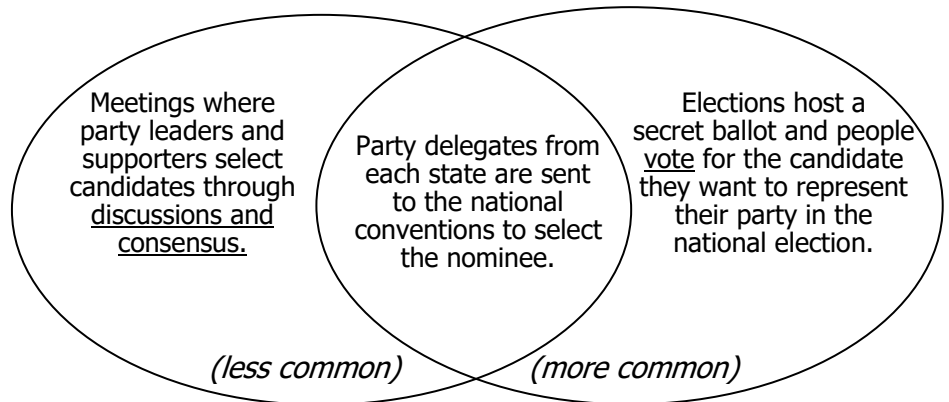 Meetings where
party leaders and
supporters select
candidates through
discussions and
consensus.
(less common)
Party delegates from
each state are sent
to the national
conventions to select
the nominee.
Elections host a
secret ballot and people
vote for the candidate
they want to represent
their party in the
national election.
(more common)